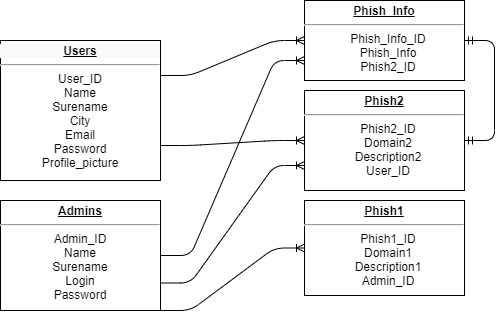 Users
User_ID
Name
Surename
City
Email
Password
Profile_picture
Admins
Admin_ID
Name
Surename
Login
Password
Phish_Info
Phish_Info_ID
Phish_Info
Phish2_ID
Phish2
Phish2_ID
Domain2
Description2
User_ID
Phish1
Phish1_ID
Domain1
Description1
Admin_ID